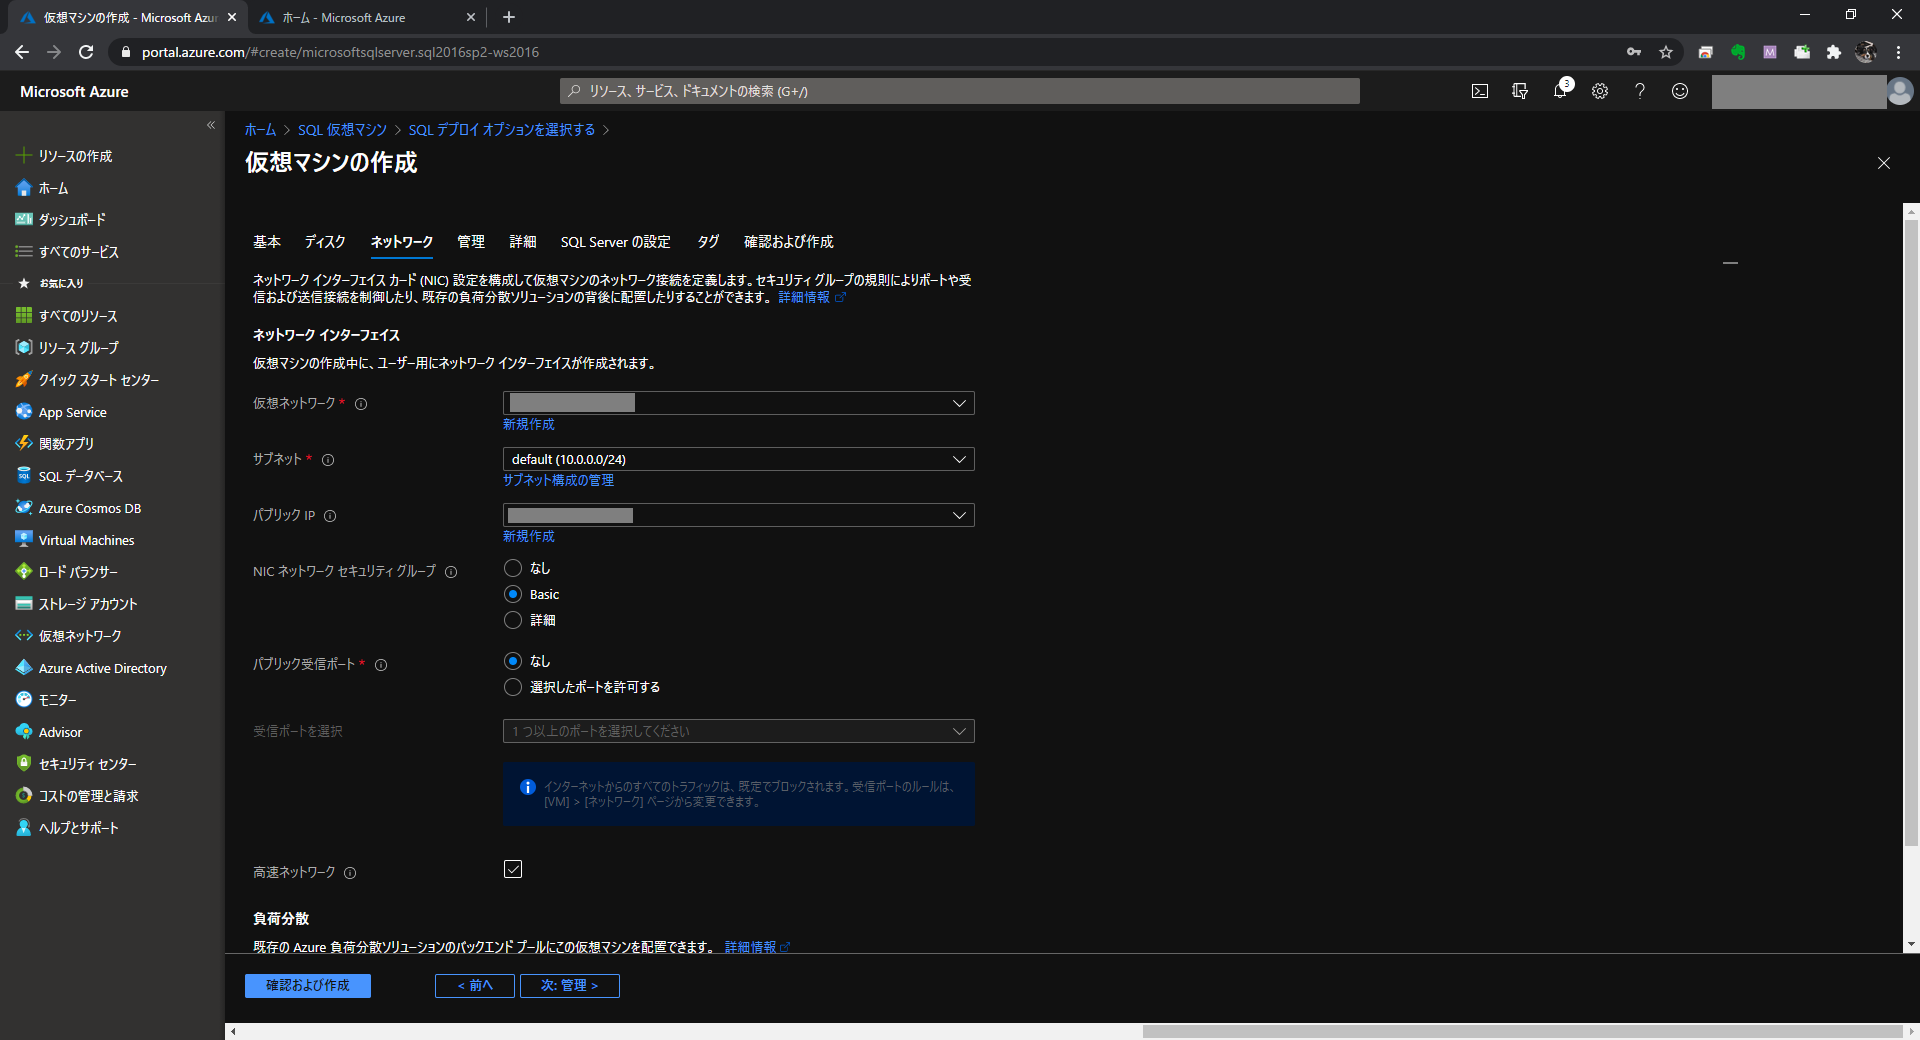 仮想マシンの作成 - Microsoft Azur
ホーム - Microsoft Azure
portal.azure.com/#create/microsoftsqlserver.sql2016sp2-ws2016
Microsoft Azure
リソース、サービス、ドキュメントの検索 (G+/)
3
リソースの作成
ホーム
ダッシュボード
すべてのサービス
お気に入り
すべてのリソース
リソース グループ
クイック スタート センター
App Service
関数アプリ
SQL データベース
Azure Cosmos DB
Virtual Machines
ロード バランサー
ストレージ アカウント
仮想ネットワーク
Azure Active Directory
モニター
Advisor
セキュリティ センター
コストの管理と請求
ヘルプとサポート
ホーム > SQL 仮想マシン > SQL デプロイ オプションを選択する >
仮想マシンの作成
基本 ディスク ネットワーク 管理 詳細 SQL Server の設定 タグ 確認および作成
ネットワーク インターフェイス カード (NIC) 設定を構成して仮想マシンのネットワーク接続を定義します。セキュリティ グループの規則によりポートや受
信および送信接続を制御したり、既存の負荷分散ソリューションの背後に配置したりすることができます。 詳細情報
ネットワーク インターフェイス
仮想マシンの作成中に、ユーザー用にネットワーク インターフェイスが作成されます。
仮想ネットワーク *
新規作成
サブネット *
default (10.0.0.0/24)
サブネット構成の管理
パブリック IP
新規作成
NIC ネットワーク セキュリティ グループ
なし
Basic
詳細
パブリック受信ポート *
なし
選択したポートを許可する
受信ポートを選択
1 つ以上のポートを選択してください
インターネットからのすべてのトラフィックは、既定でブロックされます。受信ポートのルールは、
[VM] > [ネットワーク] ページから変更できます。
高速ネットワーク
負荷分散
既存の Azure 負荷分散ソリューションのバックエンド プールにこの仮想マシンを配置できます。 詳細情報
確認および作成
< 前へ
次: 管理 >